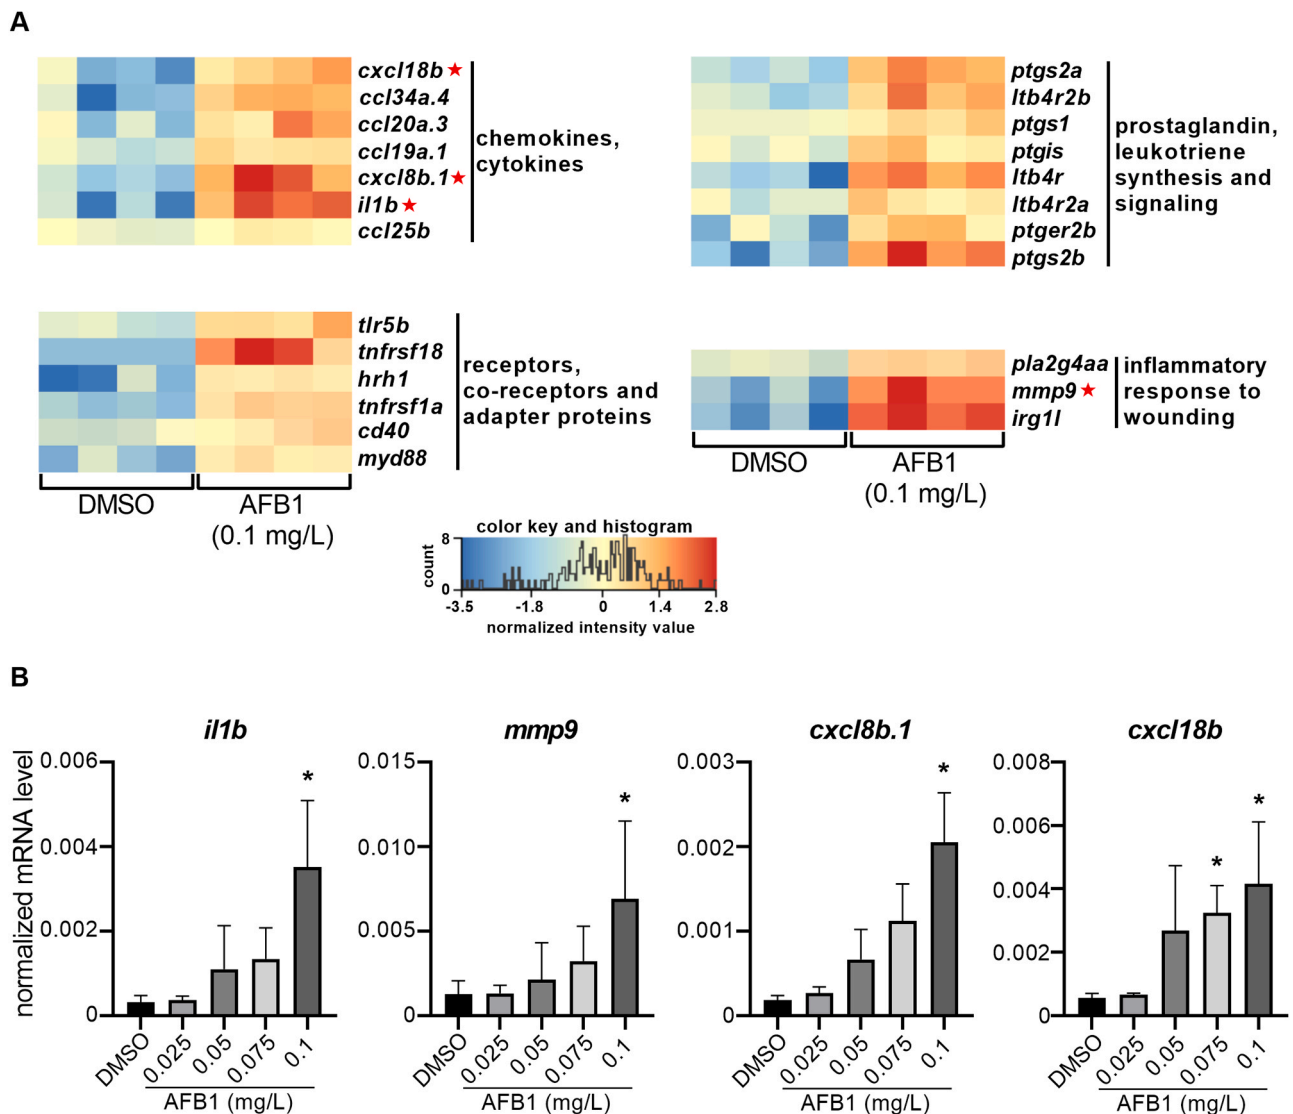 A
cxcl18b ★
ccl34a.4
ccl20a.3
ccl19a.1
cxcl8b.1 ★
il1b ★
ccl25b
chemokines,
cytokines
ptgs2a
ltb4r2b
ptgs1
ptgis
ltb4r
ltb4r2a
ptger2b
ptgs2b
prostaglandin,
leukotriene
synthesis and
signaling
tlr5b
tnfrsf18
hrh1
tnfrsf1a
cd40
myd88
receptors,
co-receptors and
adapter proteins
DMSO
AFB1
(0.1 mg/L)
pla2g4aa
mmp9 ★
irg1l
inflammatory
response to
wounding
DMSO
AFB1
(0.1 mg/L)
color key and histogram
count
8
0
-3.5 -1.8 0 1.4 2.8
normalized intensity value
B
normalized mRNA level
il1b
0.006
0.004
0.002
0
*
DMSO 0.025 0.05 0.075 0.1
AFB1 (mg/L)
mmp9
0.015
0.010
0.005
0
*
DMSO 0.025 0.05 0.075 0.1
AFB1 (mg/L)
cxcl8b.1
0.003
0.002
0.001
0
*
DMSO 0.025 0.05 0.075 0.1
AFB1 (mg/L)
cxcl18b
0.008
0.006
0.004
0.002
0
* *
DMSO 0.025 0.05 0.075 0.1
AFB1 (mg/L)